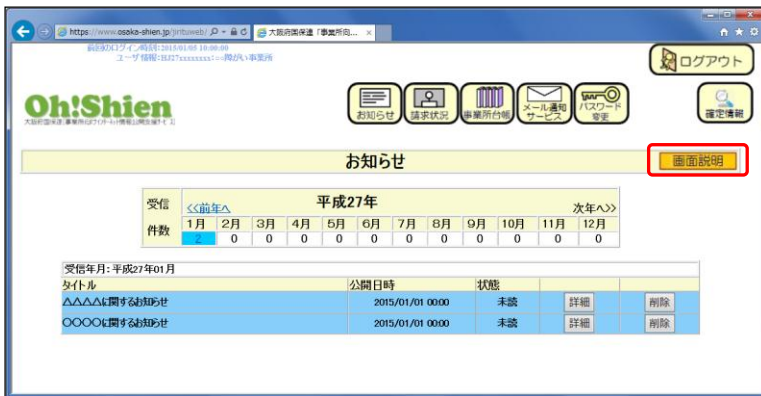 https://www.osaka-shien.jp/jirituweb/
大阪府国保連「事業所向...
前回のログイン時刻:2015/01/05 10:00:00
ユーザ情報:HJ27xxxxxxxx:○○障がい事業所
ログアウト
Oh!Shien
お知らせ
請求状況
事業所台帳
メール通知
サービス
パスワード
変更
確定情報
お知らせ
画面説明
受信
件数
<<前年へ 平成27年 次年へ>>
1月 2月 3月 4月 5月 6月 7月 8月 9月 10月 11月 12月
2 0 0 0 0 0 0 0 0 0 0 0
受信年月:平成27年01月
タイトル 公開日時 状態
△△△△に関するお知らせ 2015/01/01 00:00 未読 詳細 削除
○○○○に関するお知らせ 2015/01/01 00:00 未読 詳細 削除